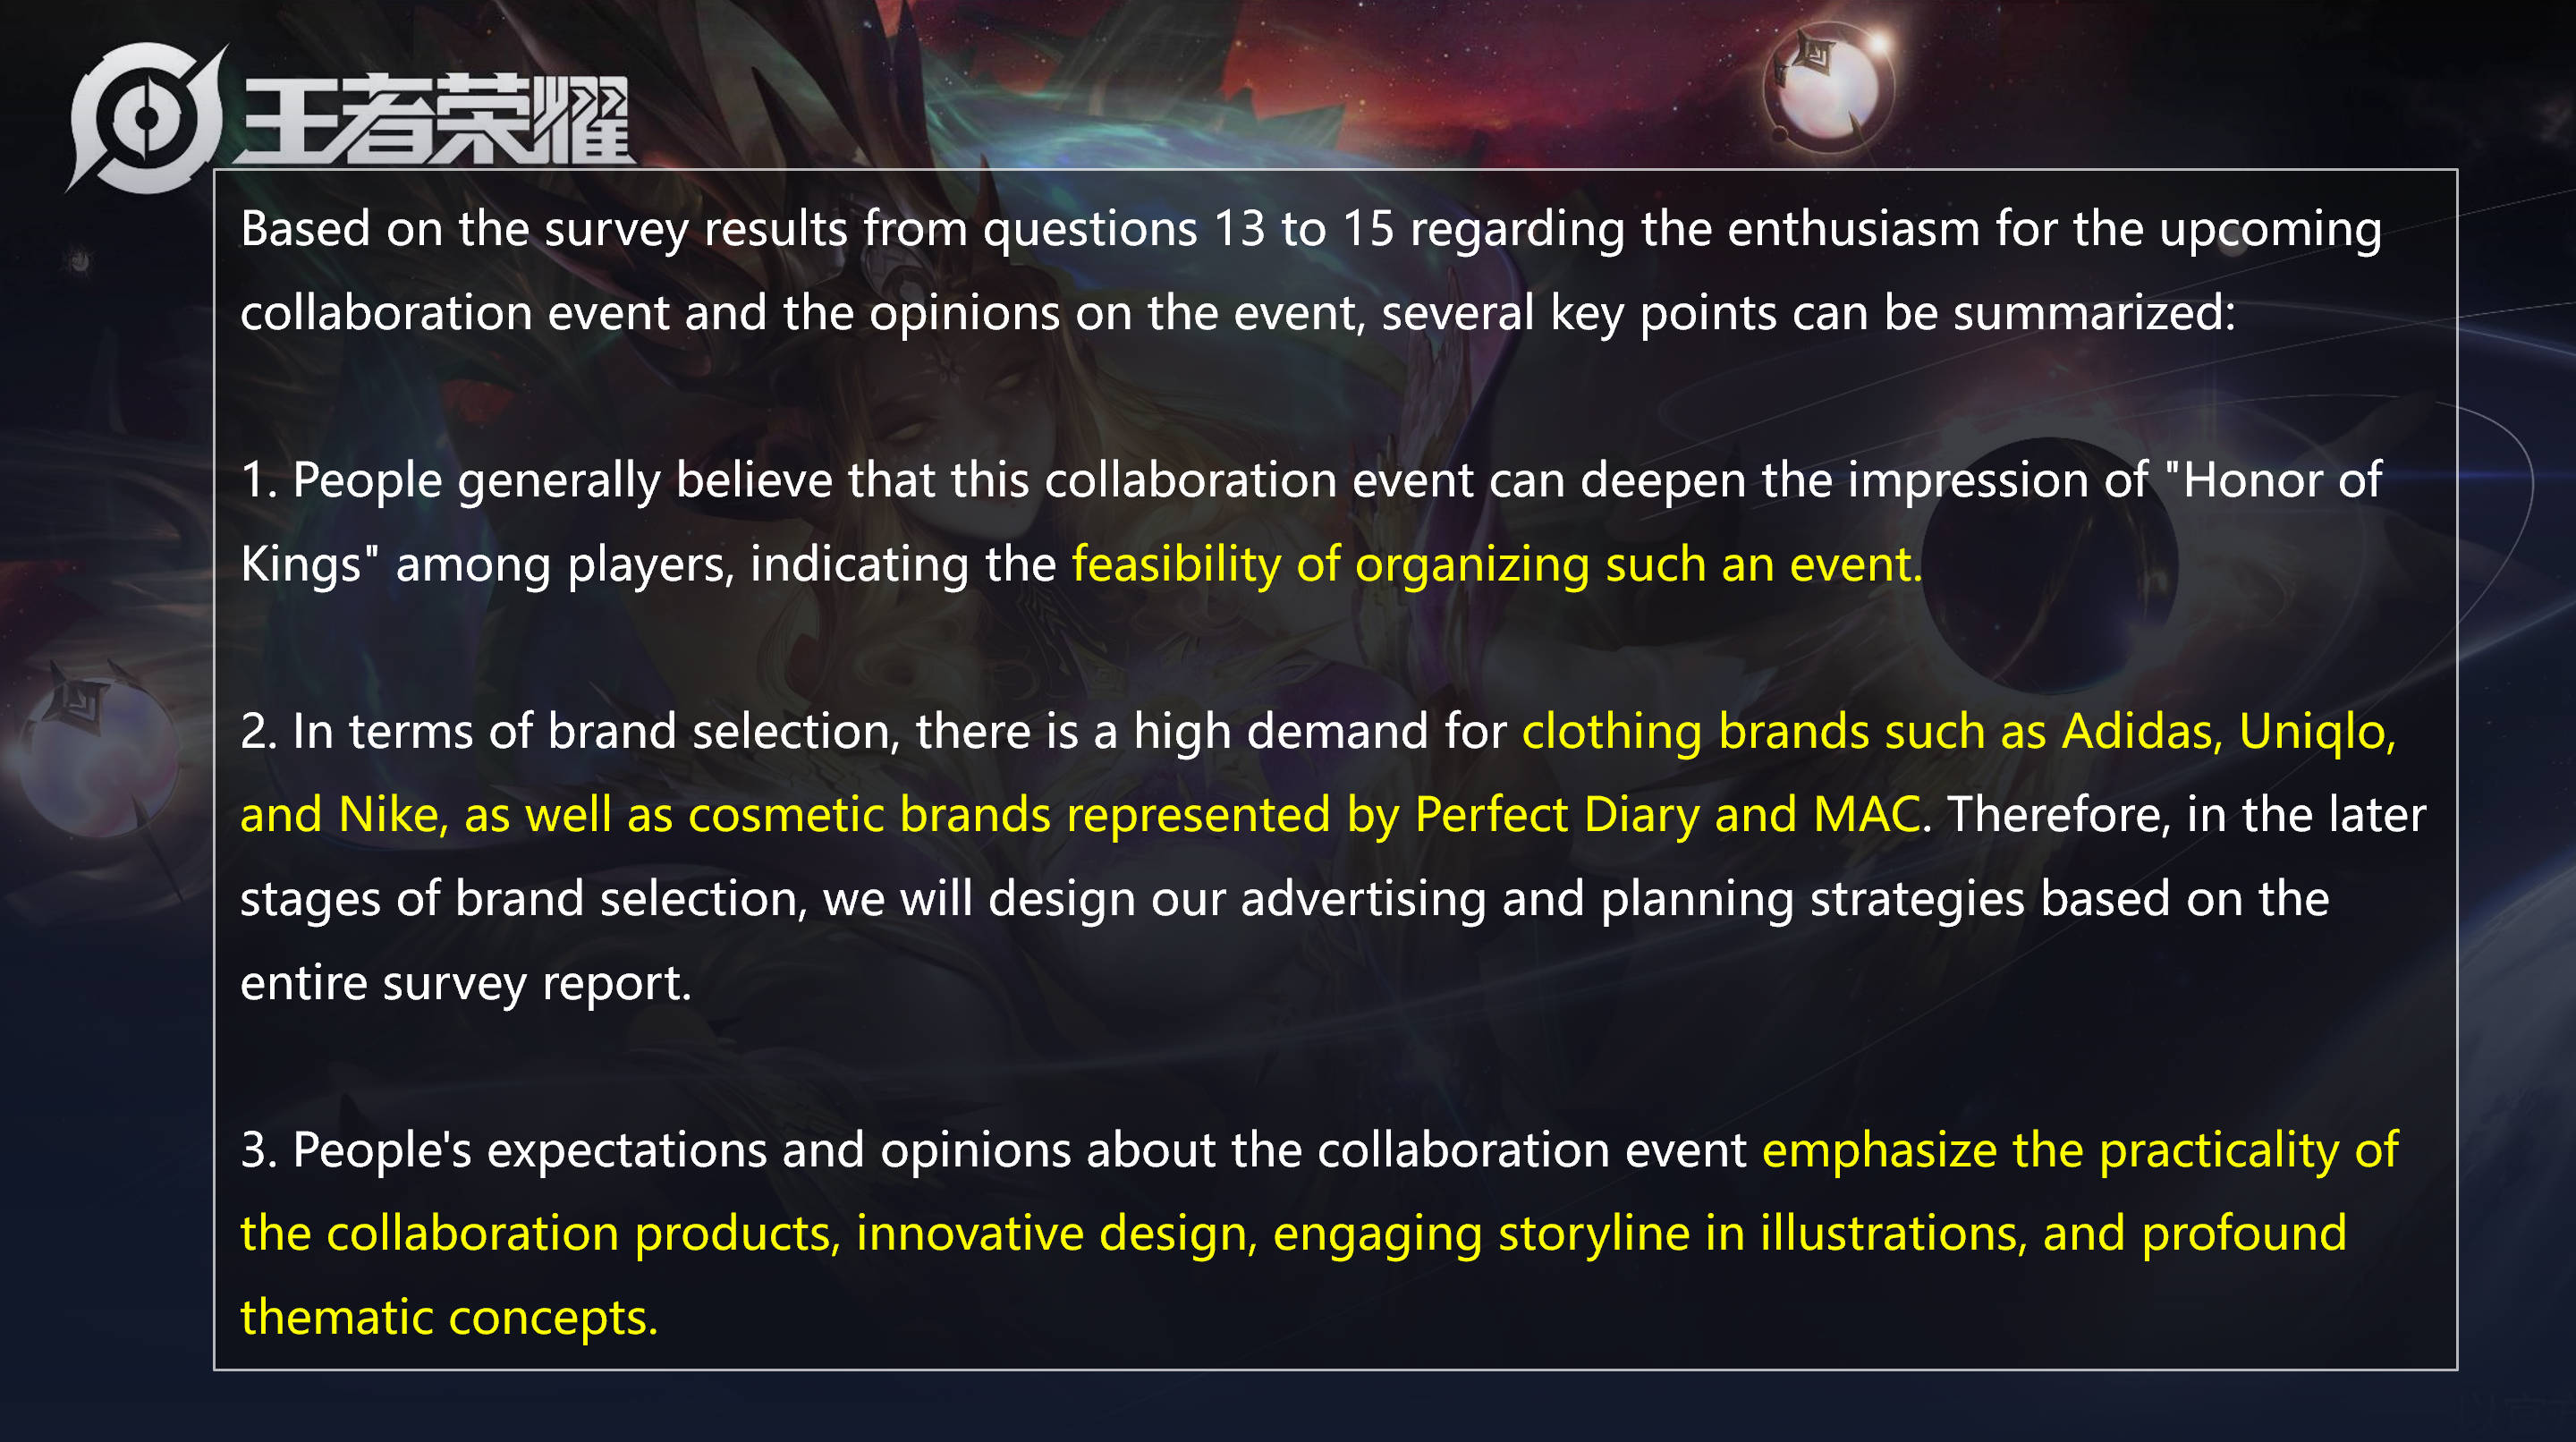 王者荣耀
Based on the survey results from questions 13 to 15 regarding the enthusiasm for the upcoming
collaboration event and the opinions on the event, several key points can be summarized:
1. People generally believe that this collaboration event can deepen the impression of "Honor of
Kings" among players, indicating the feasibility of organizing such an event.
2. In terms of brand selection, there is a high demand for clothing brands such as Adidas, Uniqlo,
and Nike, as well as cosmetic brands represented by Perfect Diary and MAC. Therefore, in the later
stages of brand selection, we will design our advertising and planning strategies based on the
entire survey report.
3. People's expectations and opinions about the collaboration event emphasize the practicality of
the collaboration products, innovative design, engaging storyline in illustrations, and profound
thematic concepts.